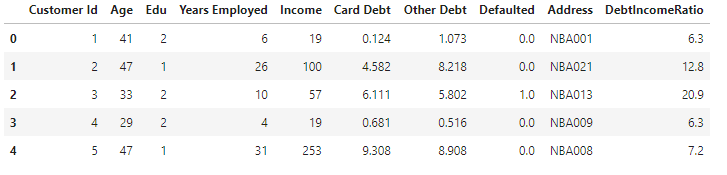 Customer Id Age Edu Years Employed Income Card Debt Other Debt Defaulted Address DebtIncomeRatio
0 1 41 2 6 19 0.124 1.073 0.0 NBA001 6.3
1 2 47 1 26 100 4.582 8.218 0.0 NBA021 12.8
2 3 33 2 10 57 6.111 5.802 1.0 NBA013 20.9
3 4 29 2 4 19 0.681 0.516 0.0 NBA009 6.3
4 5 47 1 31 253 9.308 8.908 0.0 NBA008 7.2